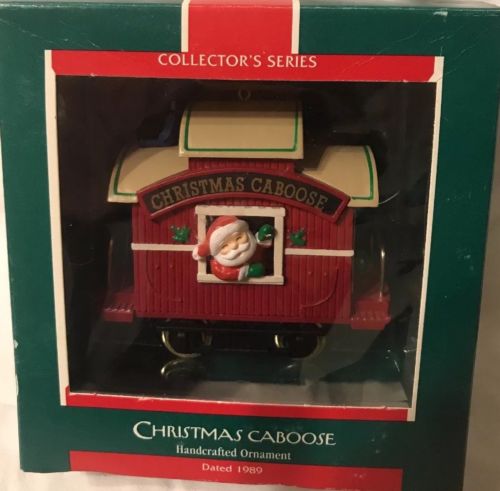 COLLECTOR'S SERIES
CHRISTMAS CABOOSE
CHRISTMAS CABOOSE
Handcrafted Ornament
Dated 1989